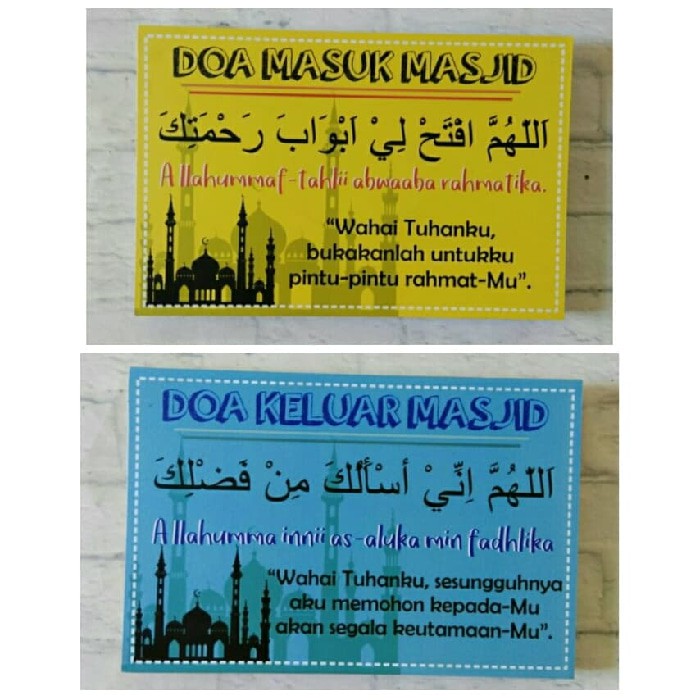 DOA MASUK MASJID
اَللّٰهُمَّ افْتَحْ لِيْ اَبْوَابَ رَحْمَتِكَ
Allahummaf-tahlii abwaaba rahmatika.
“Wahai Tuhanku,
bukakanlah untukku
pintu-pintu rahmat-Mu”.
DOA KELUAR MASJID
اَللّٰهُمَّ اِنِّيْ أَسْأَلُكَ مِنْ فَضْلِكَ
Allahumma innii as-aluka min fadhlika
“Wahai Tuhanku, sesungguhnya
aku memohon kepada-Mu
akan segala keutamaan-Mu”.